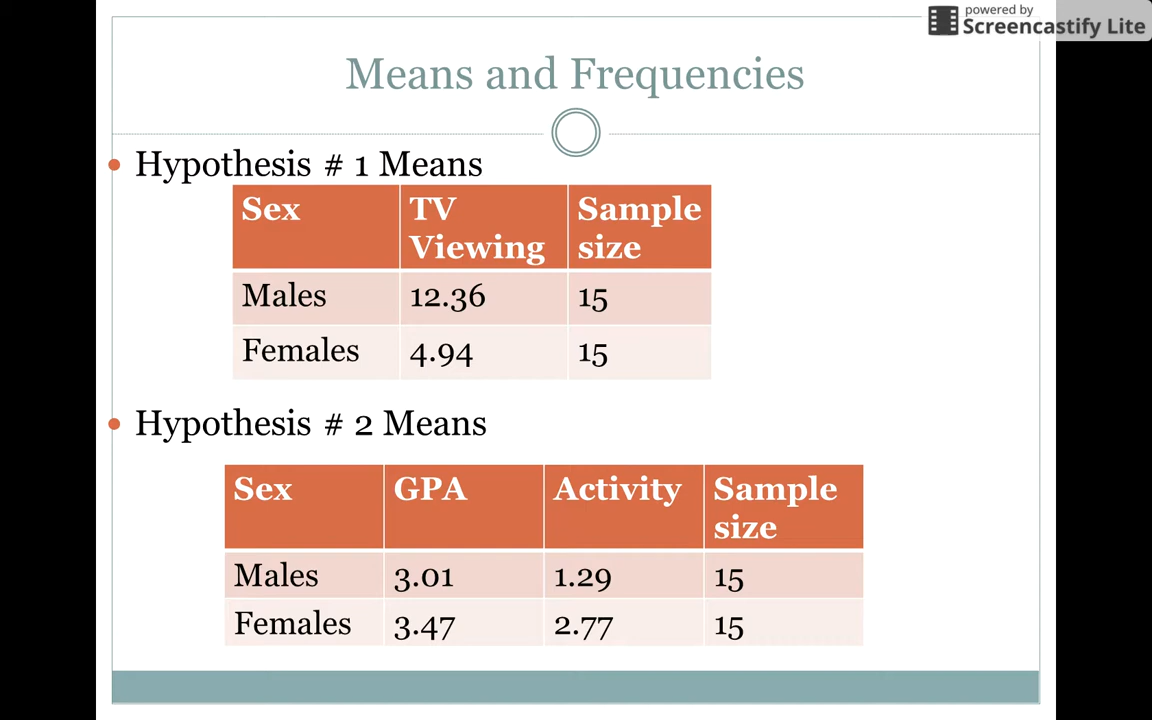 powered by
Screencastify Lite
Means and Frequencies
• Hypothesis # 1 Means
Sex TV Viewing Sample size
Males 12.36 15
Females 4.94 15
• Hypothesis # 2 Means
Sex GPA Activity Sample size
Males 3.01 1.29 15
Females 3.47 2.77 15